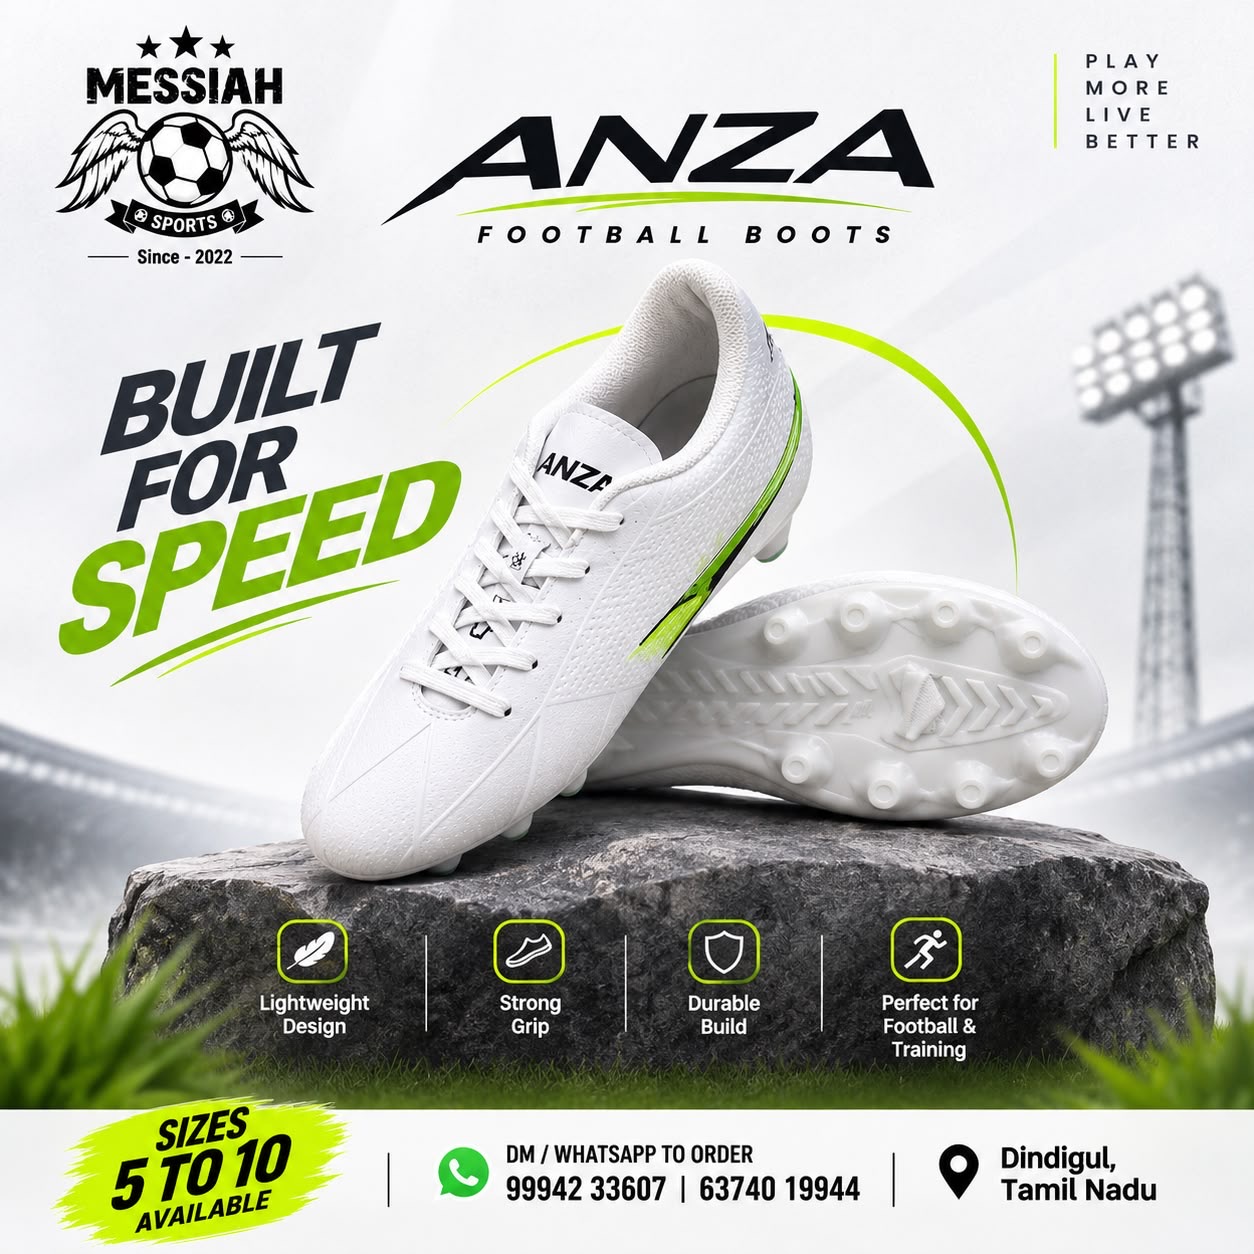 MESSIAH
SPORTS
Since - 2022
ANZA
FOOTBALL BOOTS
PLAY
MORE
LIVE
BETTER
BUILT
FOR
SPEED
ANZA
Lightweight
Design
Strong
Grip
Durable
Build
Perfect for
Football &
Training
SIZES
5 TO 10
AVAILABLE
DM / WHATSAPP TO ORDER
99942 33607 | 63740 19944
Dindigul,
Tamil Nadu